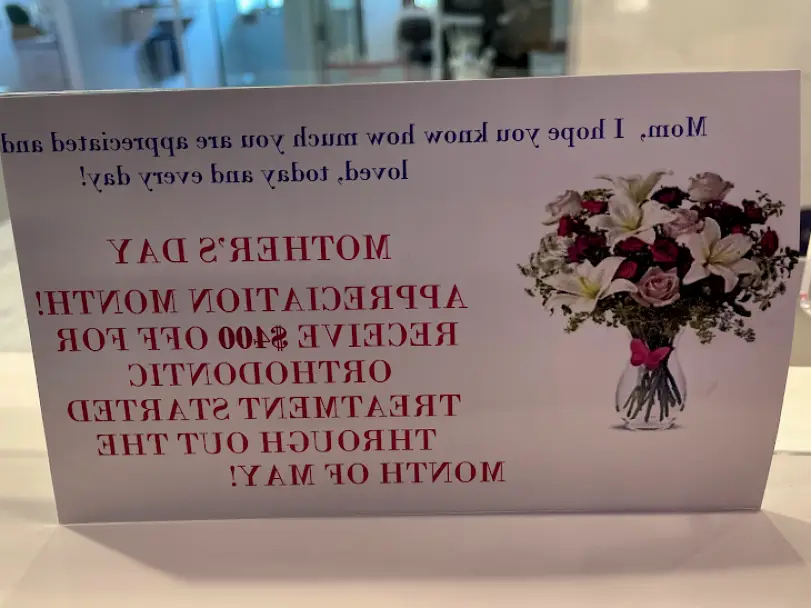 Mom, I hope you know how much you are appreciated and
loved, today and every day!
MOTHER'S DAY
APPRECIATION MONTH!
RECEIVE $400 OFF FOR
ORTHODONTIC
TREATMENT STARTED
THROUGH OUT THE
MONTH OF MAY!